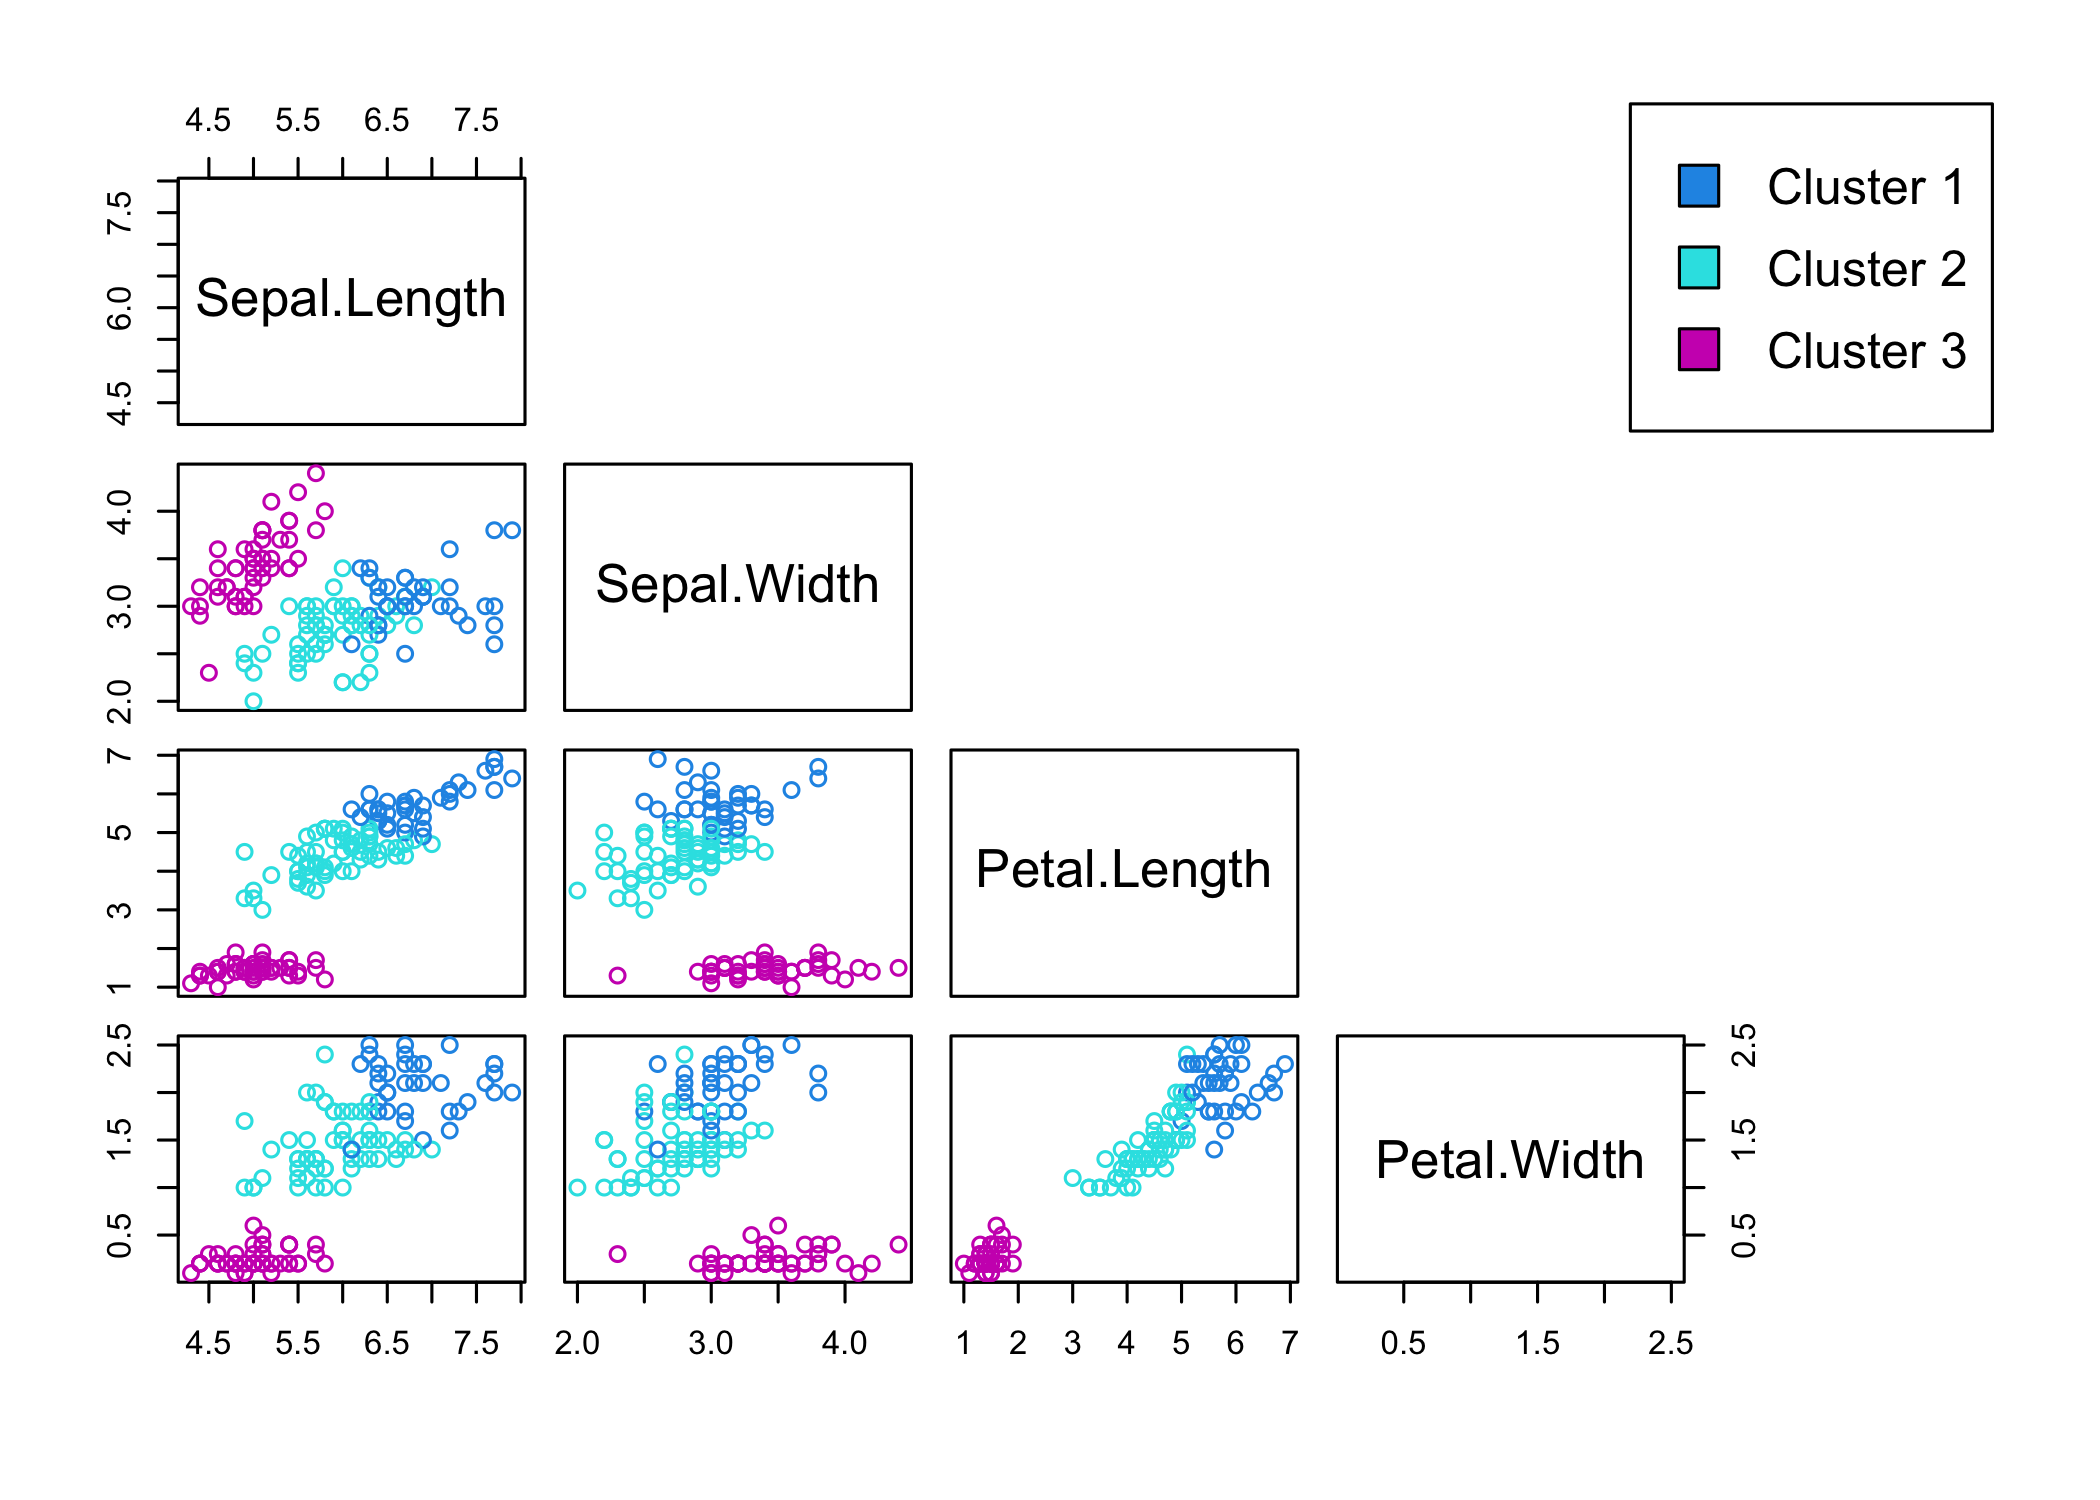 4.5 5.5 6.5 7.5
Cluster 1
Cluster 2
Cluster 3
Sepal.Length
7.5
6.0
4.5
Sepal.Width
4.0
3.0
2.0
Petal.Length
7
5
3
1
Petal.Width
2.5
1.5
0.5
2.5
1.5
0.5
4.5 5.5 6.5 7.5 2.0 3.0 4.0 1 2 3 4 5 6 7 0.5 1.5 2.5